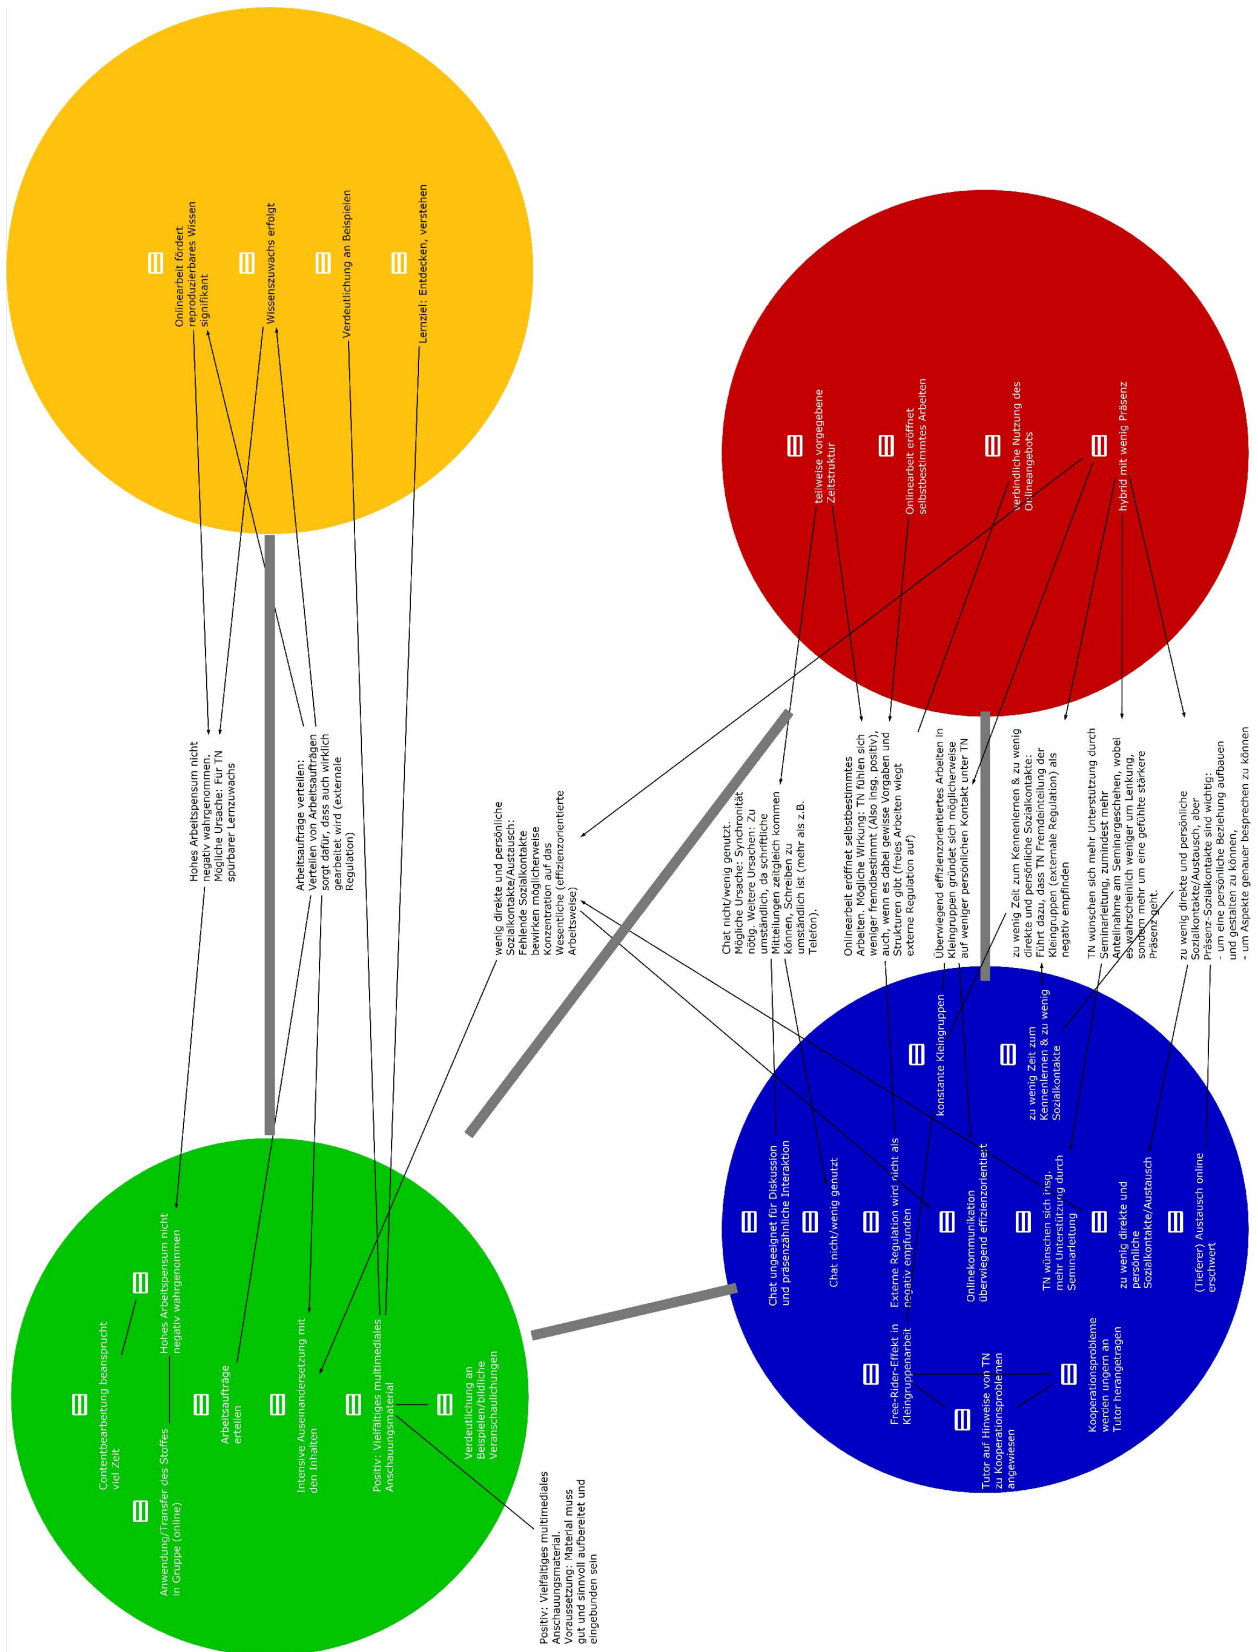 Onlinearbeit fördert
reproduzierbares Wissen
signifikant
Wissenszuwachs erfolgt
Verdeutlichung an Beispielen
Lernziel: Entdecken, verstehen
teilweise vorgegebene
Zeitstruktur
Onlinearbeit eröffnet
selbstbestimmtes Arbeiten
verbindliche Nutzung des
Onlineangebots
hybrid mit wenig Präsenz
Hohes Arbeitspensum nicht
negativ wahrgenommen.
Mögliche Ursache: Für TN
spürbarer Lernzuwachs
Arbeitsaufträge verteilen:
Verteilen von Arbeitsaufträgen
sorgt dafür, dass auch wirklich
gearbeitet wird (externale
Regulation)
wenig direkte und persönliche
Sozialkontakte/Austausch:
Fehlende Sozialkontakte
bewirken möglicherweise
Konzentration auf das
Wesentliche (effizienzorientierte
Arbeitsweise)
Chat nicht/wenig genutzt.
Mögliche Ursache: Synchronität
nötig. Weitere Ursachen: Zu
umständlich, da schriftliche
Mitteilungen zeitgleich kommen
können, Schreiben zu
umständlich ist (mehr als z.B.
Telefon).
Onlinearbeit eröffnet selbstbestimmtes
Arbeiten. Mögliche Wirkung: TN fühlen sich
weniger fremdbestimmt (Also insg. positiv),
auch, wenn es dabei gewisse Vorgaben und
Strukturen gibt (freies Arbeiten wiegt
externe Regulation auf)
Überwiegend effizienzorientiertes Arbeiten in
Kleingruppen gründet sich möglicherweise
auf weniger persönlichen Kontakt unter TN
zu wenig Zeit zum Kennenlernen & zu wenig
direkte und persönliche Sozialkontakte:
Führt dazu, dass TN Fremdeinteilung der
Kleingruppen (externale Regulation) als
negativ empfinden
TN wünschen sich mehr Unterstützung durch
Seminarleitung, zumindest mehr
Anteilnahme am Seminargeschehen, wobei
es wahrscheinlich weniger um Lenkung,
sondern mehr um eine gefühlte stärkere
Präsenz geht.
zu wenig direkte und persönliche
Sozialkontakte/Austausch, aber
Präsenz-Sozialkontakte sind wichtig:
- um eine persönliche Beziehung aufbauen
und gestalten zu können,
- um Aspekte genauer besprechen zu können
Contentbearbeitung beansprucht
viel Zeit
Hohes Arbeitspensum nicht
negativ wahrgenommen
Anwendung/Transfer des Stoffes
in Gruppe (online)
Arbeitsaufträge
erteilen
Intensive Auseinandersetzung mit
den Inhalten
Positiv: Vielfältiges multimediales
Anschauungsmaterial
Verdeutlichung an
Beispielen/bildliche
Veranschaulichungen
Positiv: Vielfältiges multimediales
Anschauungsmaterial.
Voraussetzung: Material muss
gut und sinnvoll aufbereitet und
eingebunden sein
konstante Kleingruppen
zu wenig Zeit zum
Kennenlernen & zu wenig
Sozialkontakte
Chat ungeeignet für Diskussion
und präsenzähnliche Interaktion
Chat nicht/wenig genutzt
Externe Regulation wird nicht als
negativ empfunden
Onlinekommunikation
überwiegend effizienzorientiert
TN wünschen sich insg.
mehr Unterstützung durch
Seminarleitung
zu wenig direkte und
persönliche
Sozialkontakte/Austausch
(Tieferer) Austausch online
erschwert
Free-Rider-Effekt in
Kleingruppenarbeit
Tutor auf Hinweise von TN
zu Kooperationsproblemen
angewiesen
Kooperationsprobleme
werden ungern an
Tutor herangetragen